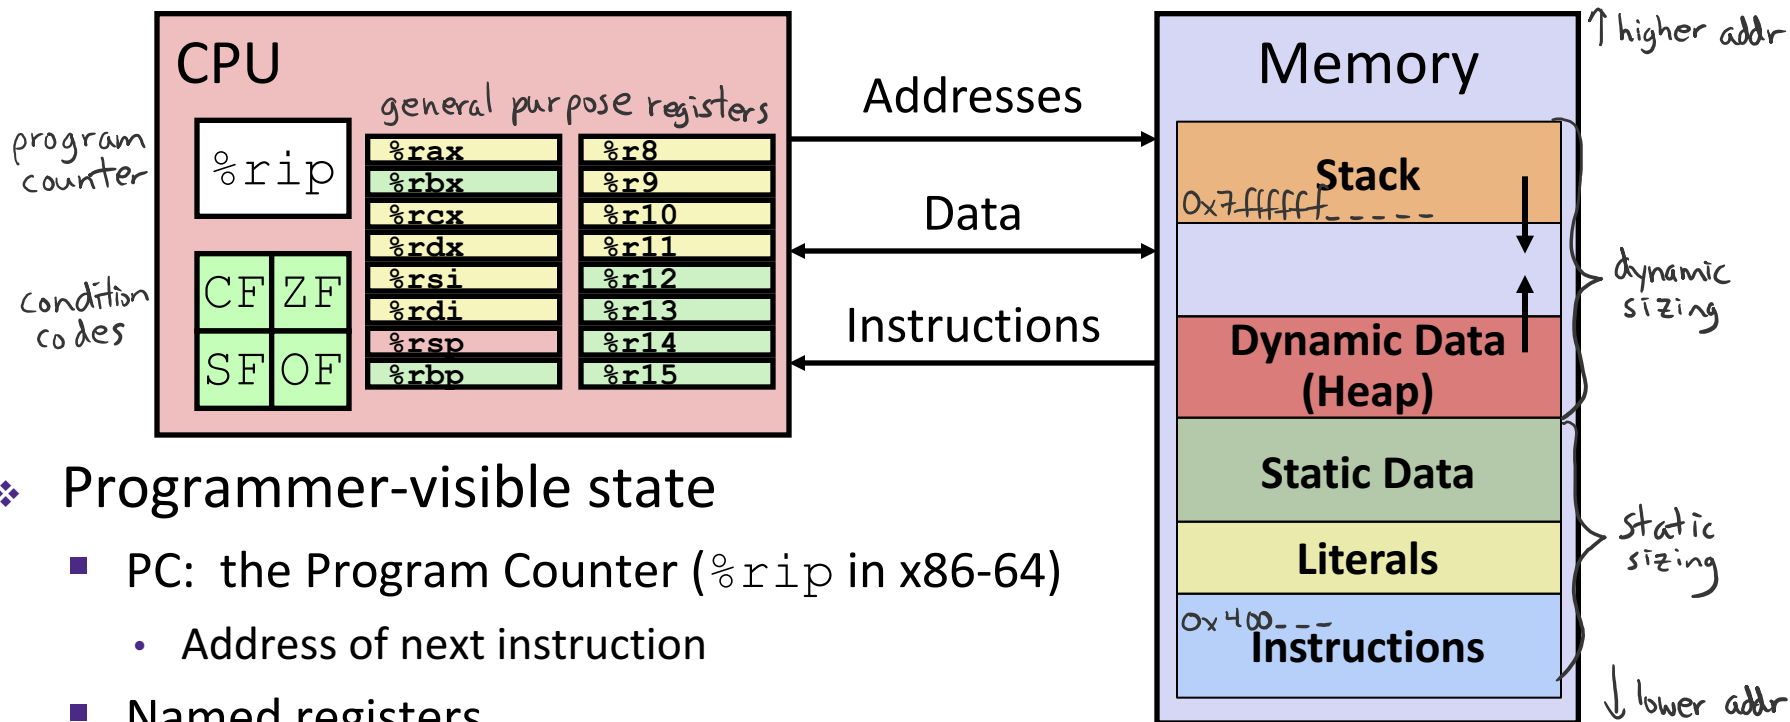 ↑ higher addr
CPU
Memory
general purpose registers
Addresses
program
counter
%rip
%rax
%r8
%rbx
%r9
%rcx
%r10
%rdx
%r11
%rsi
%r12
%rdi
%r13
%rsp
%r14
%rbp
%r15
Stack
0x7ffffff_ _ _ _ _
Data
condition
codes
CF ZF
SF OF
dynamic
sizing
Instructions
Dynamic Data
(Heap)
Static Data
Literals
static
sizing
0x400_ _ _
Instructions
↓ lower addr
❖ Programmer-visible state
▪ PC: the Program Counter (%rip in x86-64)
• Address of next instruction
▪ Named registers